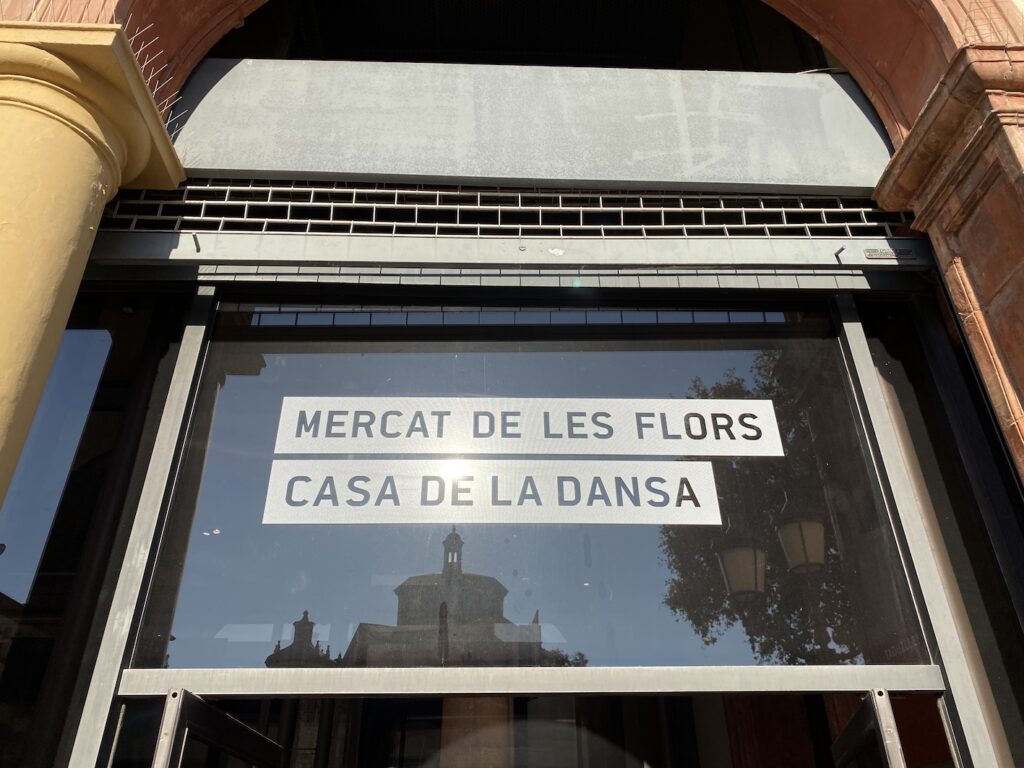 MERCAT DE LES FLORS
CASA DE LA DANSA